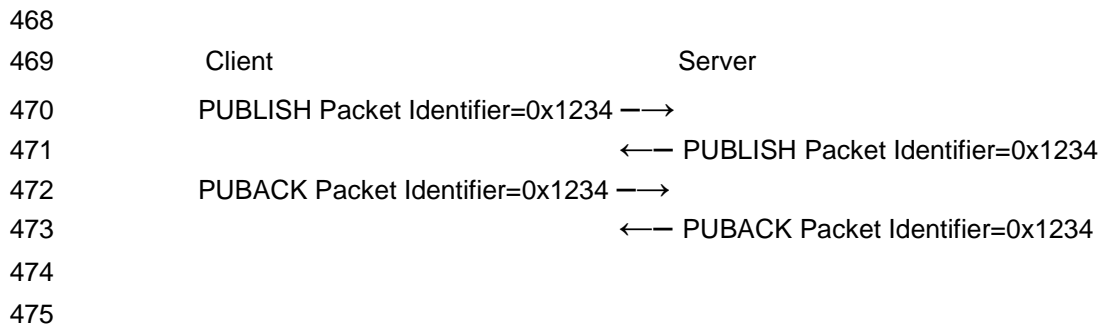 468
469 Client Server
470 PUBLISH Packet Identifier=0x1234 —→
471 ←— PUBLISH Packet Identifier=0x1234
472 PUBACK Packet Identifier=0x1234 —→
473 ←— PUBACK Packet Identifier=0x1234
474
475